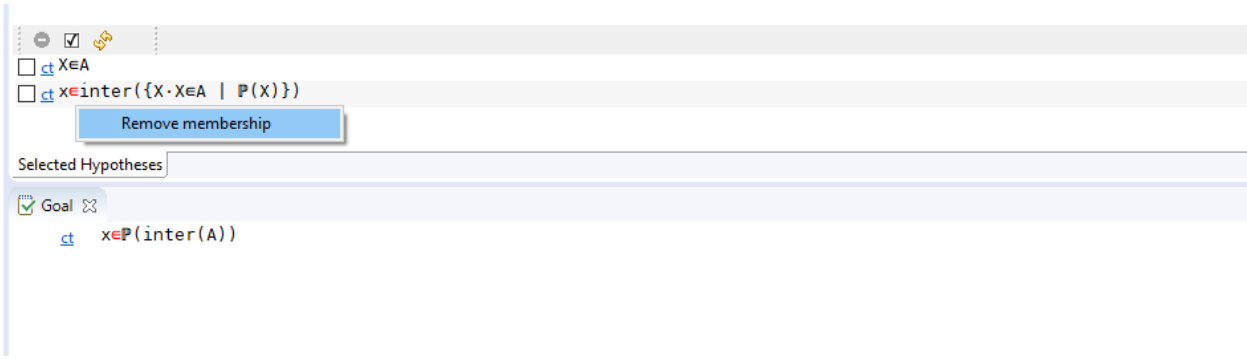 ct X∈A
ct x∈inter({X·X∈A | ℙ(X)})
Remove membership
Selected Hypotheses
Goal
ct x∈ℙ(inter(A))